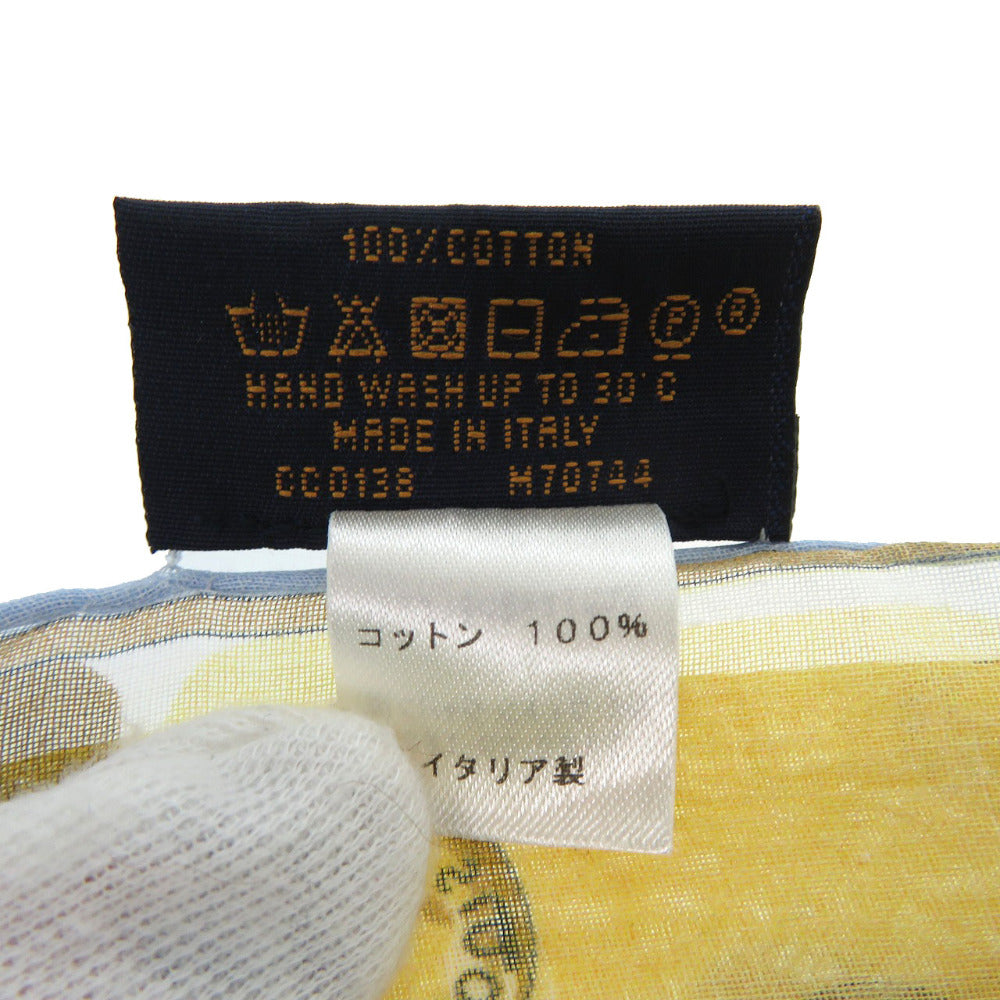 100%COTTON
P R
HAND WASH UP TO 30°C
MADE IN ITALY
CC0138 M70744
コットン 100%
イタリア製